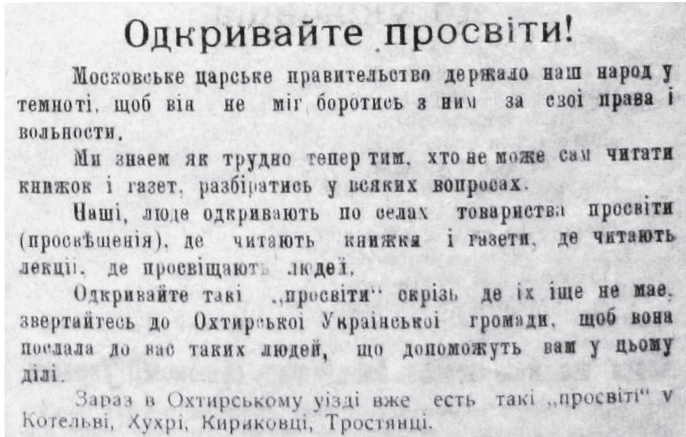 Одкривайте просвіти!
Московське царське правительство держало наш народ у
темноті, щоб він не міг боротись з ним за свої права і
вольности.
Ми знаем як трудно тепер тим, хто не може сам читати
книжок і газет, разбіратись у всяких вопросах.
Наші, люде одкривають по селах товариства просвіти
(просвѣщенія), де читають книжки і газети, де читають
лекції, де просвіщають людей.
Одкривайте такі „просвіти“ скрізь де їх іще не мае,
звертайтесь до Охтирської Української громади, щоб вона
послала до вас таких людей, що допоможуть вам у цьому
ділі.
Зараз в Охтирському уїзді вже есть такі „просвіті“ у
Котельві, Хухрі, Кириковці, Тростянці.